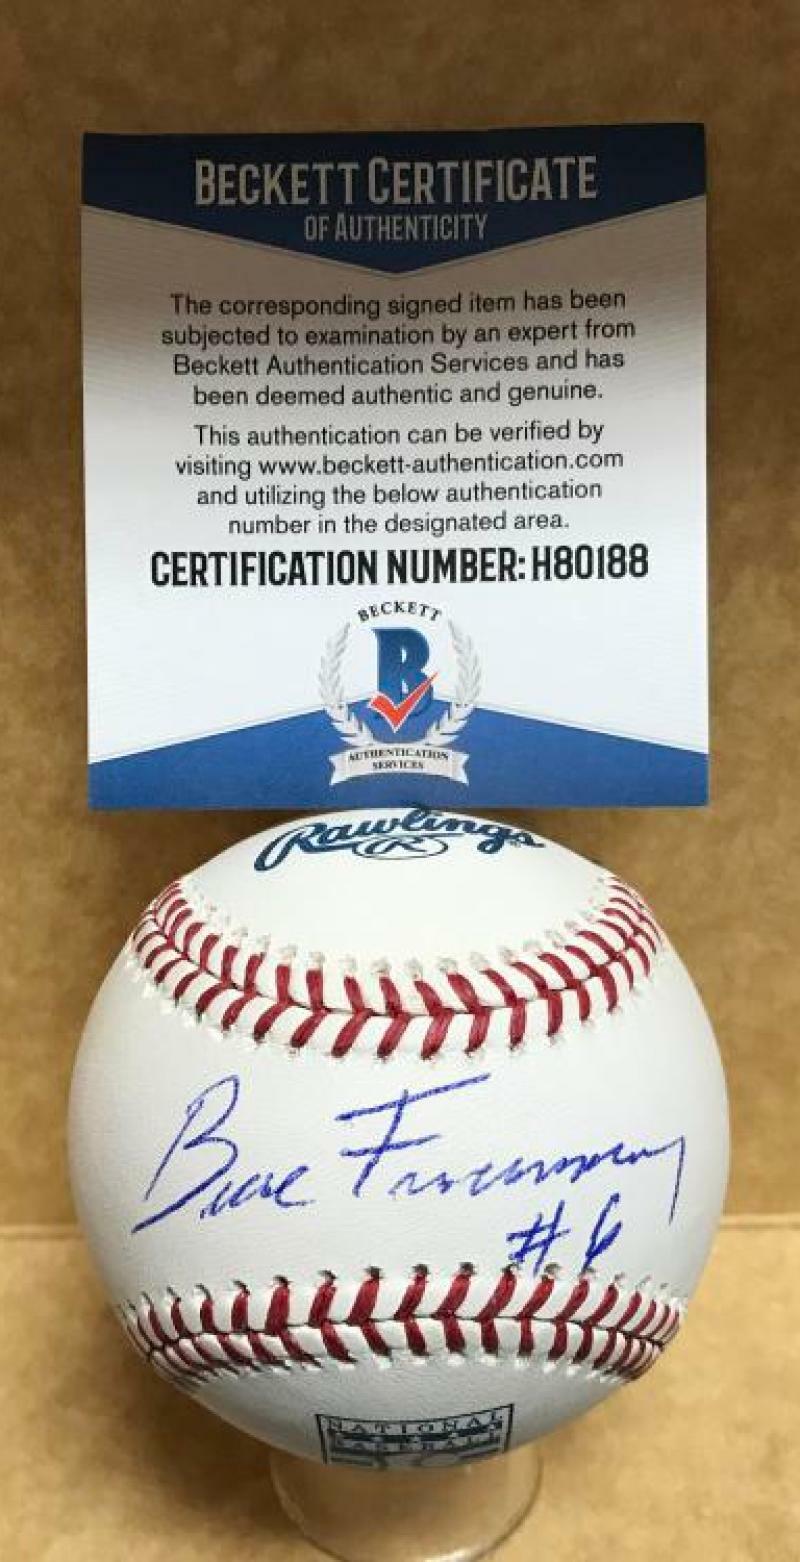 BECKETT CERTIFICATE
OF AUTHENTICITY
The corresponding signed item has been
subjected to examination by an expert from
Beckett Authentication Services and has
been deemed authentic and genuine.
This authentication can be verified by
visiting www.beckett-authentication.com
and utilizing the below authentication
number in the designated area.
CERTIFICATION NUMBER: H80188
BECKETT
B
AUTHENTICATION
SERVICES
Rawlings
R
#6
NATIONAL
BASEBALL